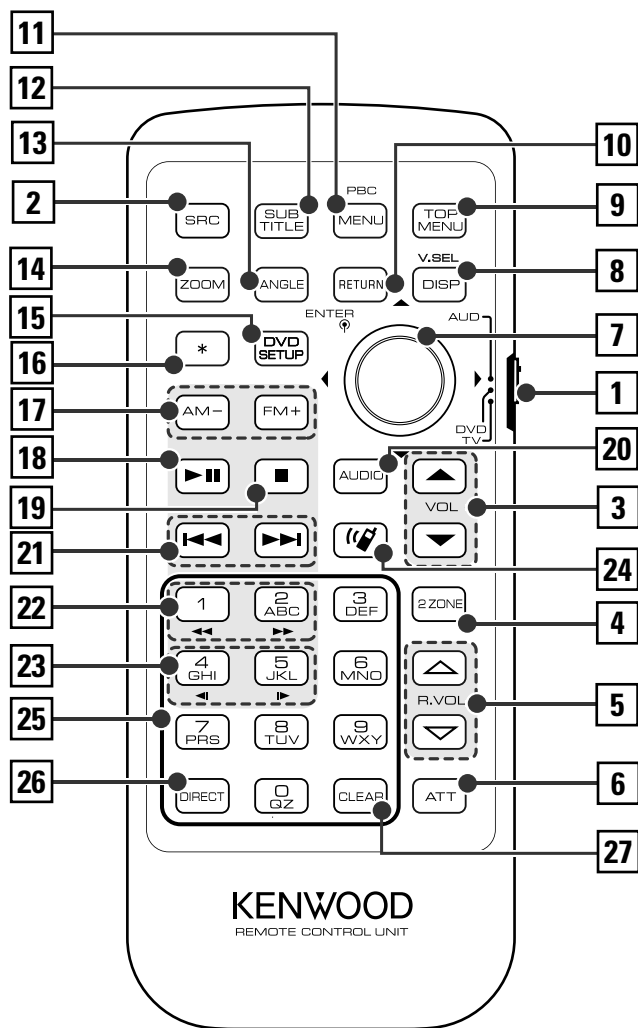 11
12
13
10
PBC
2
SRC
SUB
TITLE
MENU
TOP
MENU
9
V.SEL
14
ZOOM
ANGLE
RETURN
DISP
8
ENTER
AUD
15
*
DVD
SETUP
7
16
1
17
AM−
FM+
DVD
TV
18
AUDIO
20
19
VOL
3
21
24
22
1
2
ABC
3
DEF
2 ZONE
4
23
4
GHI
5
JKL
6
MNO
R.VOL
5
25
7
PRS
8
TUV
9
WXY
26
DIRECT
0
QZ
CLEAR
ATT
6
27
KENWOOD
REMOTE CONTROL UNIT